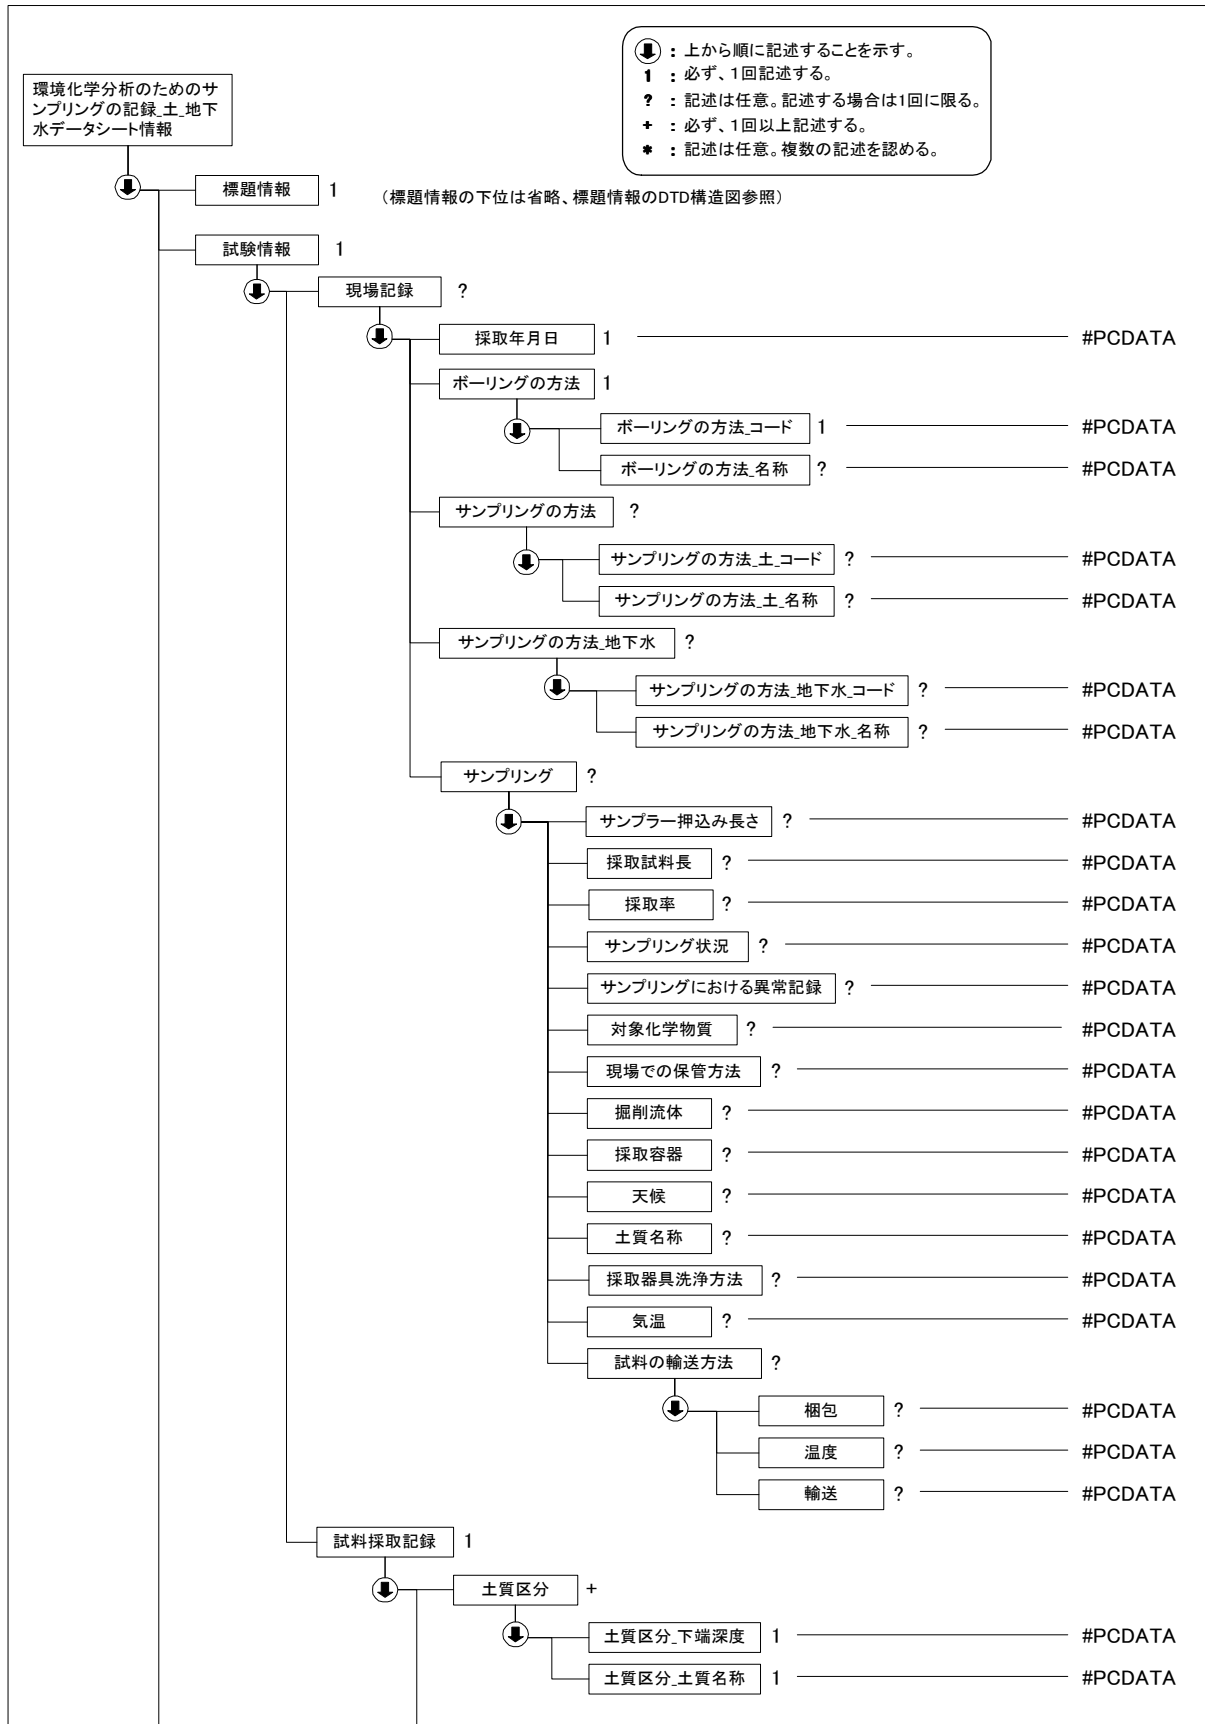 ⬇ : 上から順に記述することを示す。
1 : 必ず、1回記述する。
? : 記述は任意。記述する場合は1回に限る。
+ : 必ず、1回以上記述する。
* : 記述は任意。複数の記述を認める。
環境化学分析のためのサ
ンプリングの記録_土_地下
水データシート情報
標題情報 1 (標題情報の下位は省略、標題情報のDTD構造図参照)
試験情報 1
現場記録 ?
採取年月日 1 #PCDATA
ボーリングの方法 1
ボーリングの方法_コード 1 #PCDATA
ボーリングの方法_名称 ? #PCDATA
サンプリングの方法 ?
サンプリングの方法_土_コード ? #PCDATA
サンプリングの方法_土_名称 ? #PCDATA
サンプリングの方法_地下水 ?
サンプリングの方法_地下水_コード ? #PCDATA
サンプリングの方法_地下水_名称 ? #PCDATA
サンプリング ?
サンプラー押込み長さ ? #PCDATA
採取試料長 ? #PCDATA
採取率 ? #PCDATA
サンプリング状況 ? #PCDATA
サンプリングにおける異常記録 ? #PCDATA
対象化学物質 ? #PCDATA
現場での保管方法 ? #PCDATA
掘削流体 ? #PCDATA
採取容器 ? #PCDATA
天候 ? #PCDATA
土質名称 ? #PCDATA
採取器具洗浄方法 ? #PCDATA
気温 ? #PCDATA
試料の輸送方法 ?
梱包 ? #PCDATA
温度 ? #PCDATA
輸送 ? #PCDATA
試料採取記録 1
土質区分 +
土質区分_下端深度 1 #PCDATA
土質区分_土質名称 1 #PCDATA